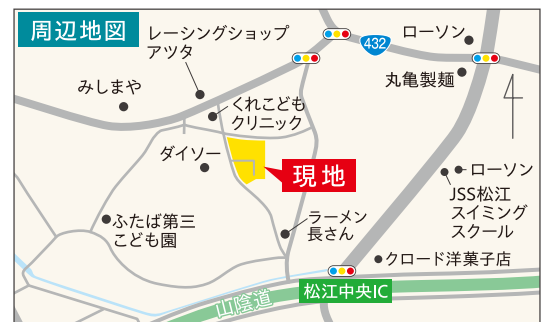 周辺地図
レーシングショップ
アツタ
432
ローソン
みしまや
丸亀製麺
くれこども
クリニック
ダイソー
現地
ローソン
JSS松江
スイミング
スクール
ふたば第三
こども園
ラーメン
長さん
クロード洋菓子店
松江中央IC
山陰道